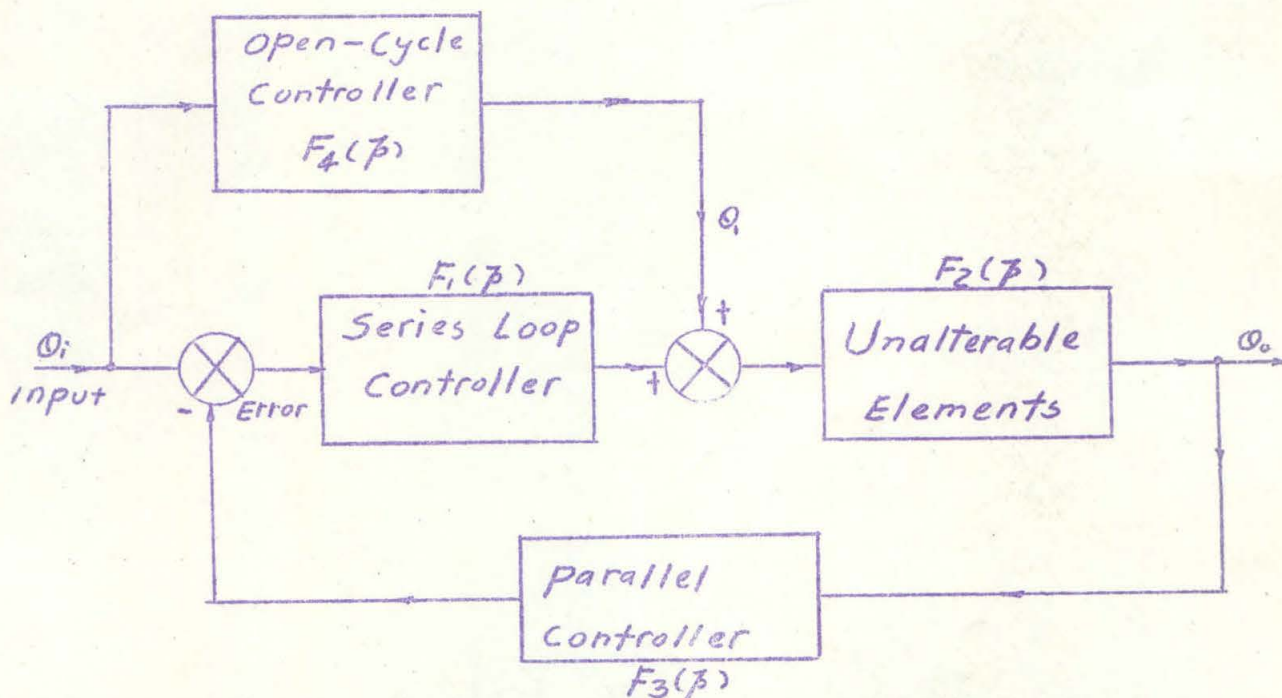 Open-Cycle
Controller
F₄(p)
θ₁
F₁(p)
Series Loop
Controller
+
+
F₂(p)
Unalterable
Elements
θi
input
-
Error
θₒ
Parallel
Controller
F₃(p)